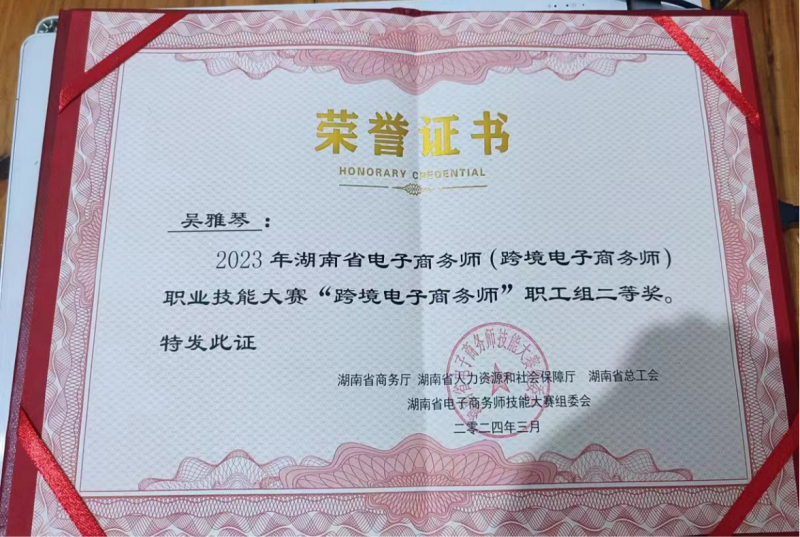 荣誉证书
HONORARY CREDENTIAL
吴雅琴：
2023年湖南省电子商务师（跨境电子商务师）
职业技能大赛“跨境电子商务师”职工组二等奖。
特发此证
湖南省商务厅 湖南省人力资源和社会保障厅 湖南省总工会
湖南省电子商务师技能大赛组委会
二零二四年三月